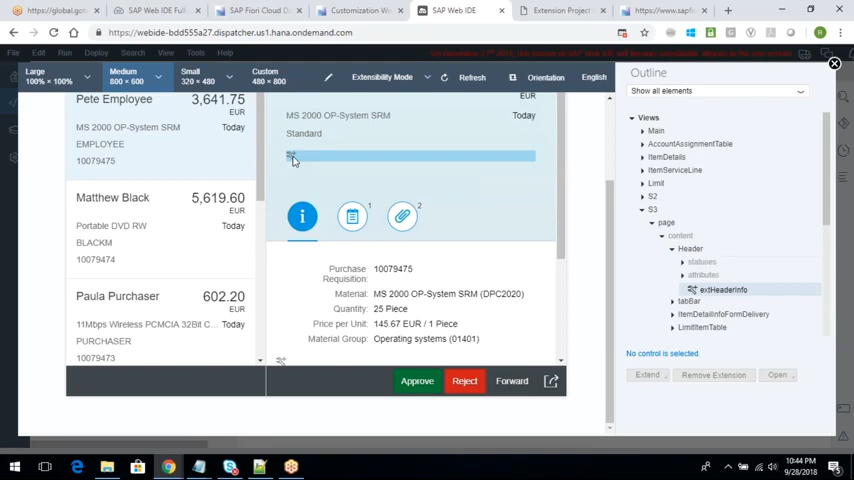 https://global.gotomee
SAP Web IDE Full-
SAP Fiori Cloud D
Customization Wo
SAP Web IDE
Extension Project
https://www.sapfi
https://webide-bdd555a27.dispatcher.us1.hana.ondemand.com
File Edit Run Deploy Search View Tools Help
Large
100% × 100%
Medium
800 × 600
Small
320 × 480
Custom
480 × 800
Extensibility Mode
Refresh
Orientation
English
Outline
Show all elements
Views
Main
AccountAssignmentTable
ItemDetails
ItemServiceLine
Limit
S2
S3
page
content
Header
statuses
attributes
extHeaderInfo
tabBar
ItemDetailInfoFormDelivery
LimitItemTable
No control is selected.
Extend
Remove Extension
Open
Pete Employee
3,641.75
EUR
MS 2000 OP-System SRM
Today
EMPLOYEE
10079475
Matthew Black
5,619.60
EUR
Portable DVD RW
Today
BLACKM
10079474
Paula Purchaser
602.20
EUR
11Mbps Wireless PCMCIA 32Bit C...
Today
PURCHASER
10079473
EUR
MS 2000 OP-System SRM
Today
Standard
1
2
Purchase Requisition: 10079475
Material: MS 2000 OP-System SRM (DPC2020)
Quantity: 25 Piece
Price per Unit: 145.67 EUR / 1 Piece
Material Group: Operating systems (01401)
Approve
Reject
Forward
10:44 PM
9/28/2018